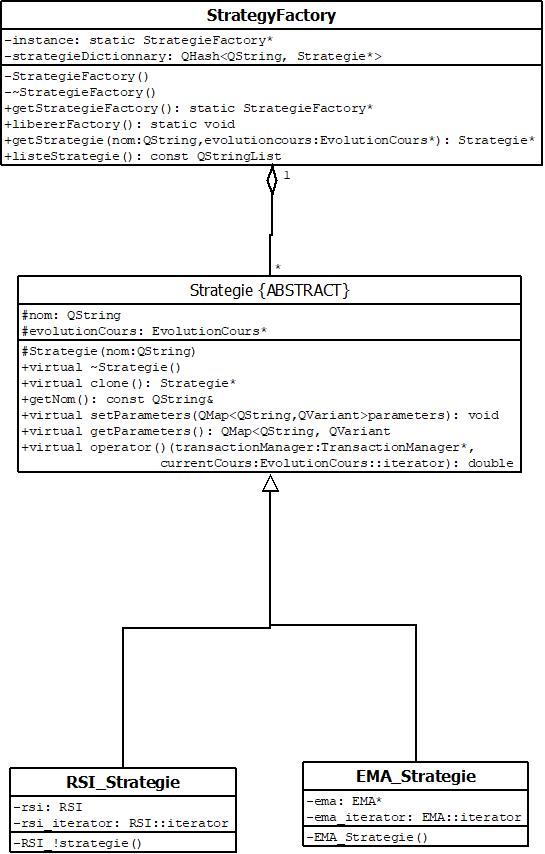 StrategyFactory
-instance: static StrategieFactory*
-strategieDictionnary: QHash<QString, Strategie*>
-StrategieFactory()
-~StrategieFactory()
+getStrategieFactory(): static StrategieFactory*
+libererFactory(): static void
+getStrategie(nom:QString,evolutioncours:EvolutionCours*): Strategie*
+listeStrategie(): const QStringList
1
*
Strategie {ABSTRACT}
#nom: QString
#evolutionCours: EvolutionCours*
#Strategie(nom:QString)
+virtual ~Strategie()
+virtual clone(): Strategie*
+getNom(): const QString&
+virtual setParameters(QMap<QString,QVariant>parameters): void
+virtual getParameters(): QMap<QString, QVariant
+virtual operator()(transactionManager:TransactionManager*,
currentCours:EvolutionCours::iterator): double
RSI_Strategie
-rsi: RSI
-rsi_iterator: RSI::iterator
-RSI_!strategie()
EMA_Strategie
-ema: EMA*
-ema_iterator: EMA::iterator
-EMA_Strategie()